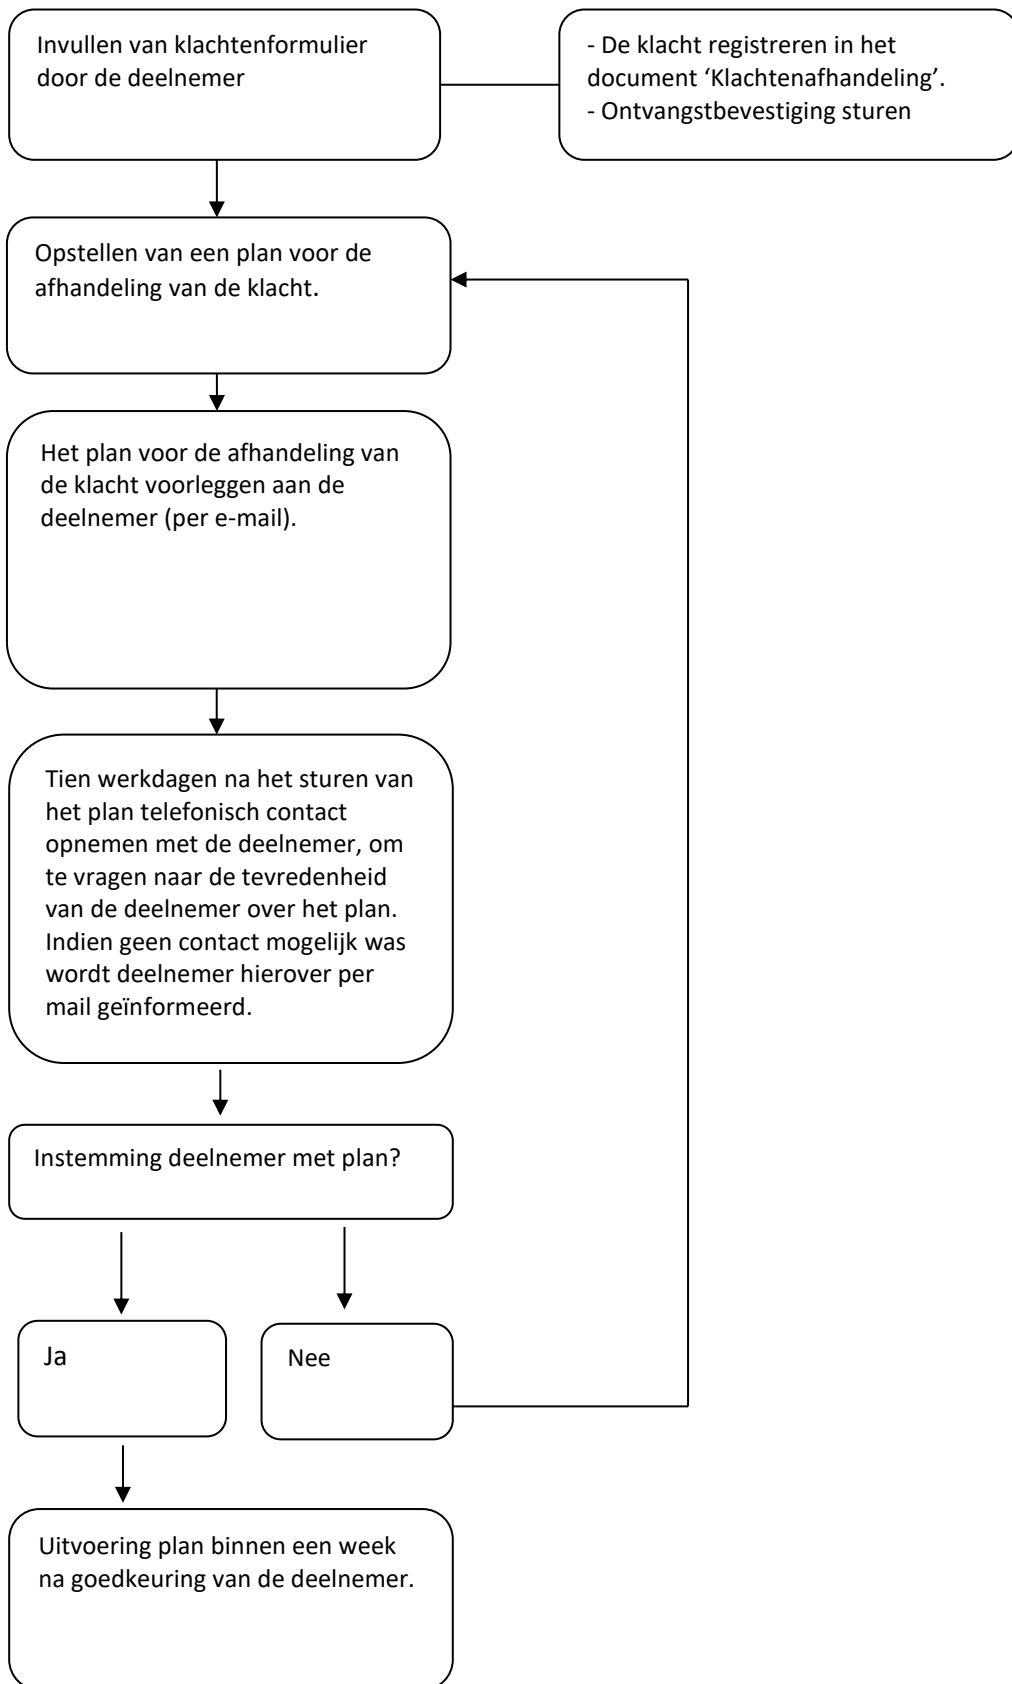 Invullen van klachtenformulier
door de deelnemer
- De klacht registreren in het
document ‘Klachtenafhandeling’.
- Ontvangstbevestiging sturen
Opstellen van een plan voor de
afhandeling van de klacht.
Het plan voor de afhandeling van
de klacht voorleggen aan de
deelnemer (per e-mail).
Tien werkdagen na het sturen van
het plan telefonisch contact
opnemen met de deelnemer, om
te vragen naar de tevredenheid
van de deelnemer over het plan.
Indien geen contact mogelijk was
wordt deelnemer hierover per
mail geïnformeerd.
Instemming deelnemer met plan?
Ja
Nee
Uitvoering plan binnen een week
na goedkeuring van de deelnemer.